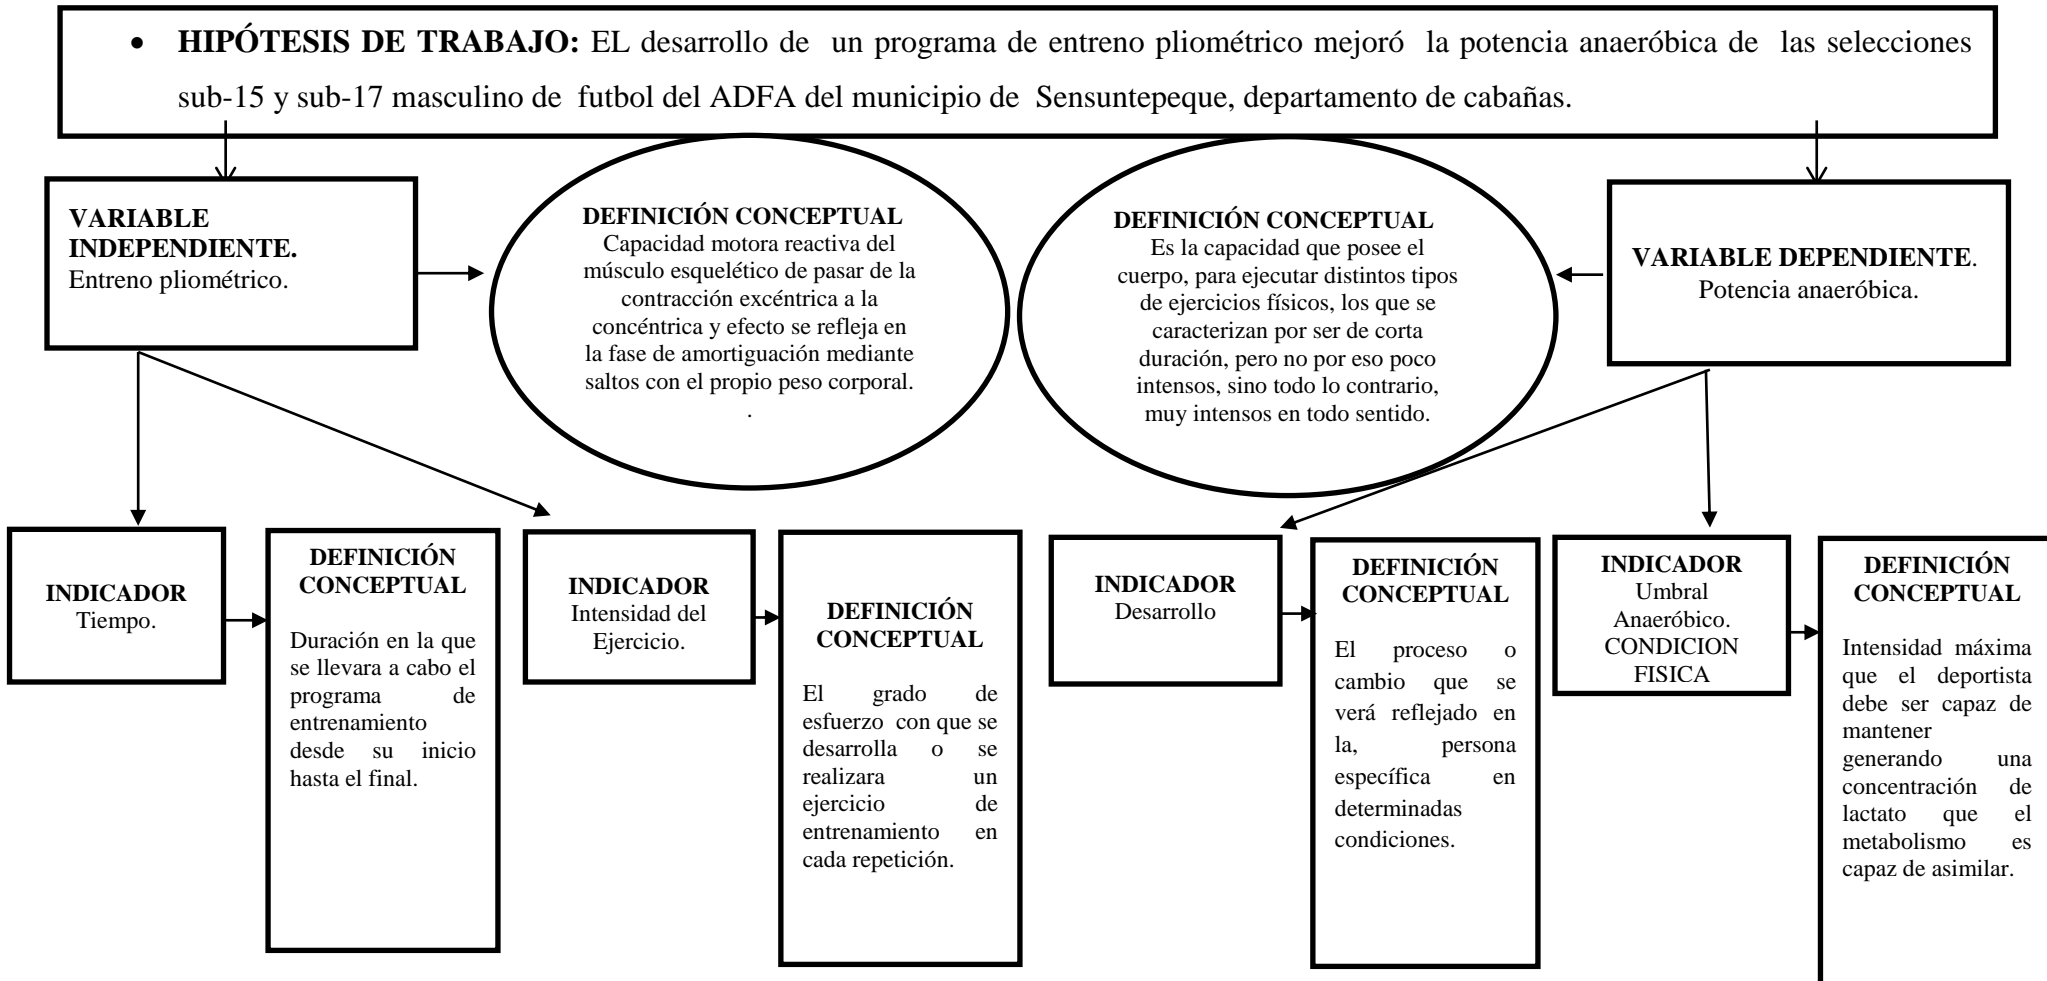 • HIPÓTESIS DE TRABAJO: EL desarrollo de un programa de entreno pliométrico mejoró la potencia anaeróbica de las selecciones
sub-15 y sub-17 masculino de futbol del ADFA del municipio de Sensuntepeque, departamento de cabañas.
VARIABLE
INDEPENDIENTE.
Entreno pliométrico.
DEFINICIÓN CONCEPTUAL
Capacidad motora reactiva del
músculo esquelético de pasar de la
contracción excéntrica a la
concéntrica y efecto se refleja en
la fase de amortiguación mediante
saltos con el propio peso corporal.
.
DEFINICIÓN CONCEPTUAL
Es la capacidad que posee el
cuerpo, para ejecutar distintos tipos
de ejercicios físicos, los que se
caracterizan por ser de corta
duración, pero no por eso poco
intensos, sino todo lo contrario,
muy intensos en todo sentido.
VARIABLE DEPENDIENTE.
Potencia anaeróbica.
INDICADOR
Tiempo.
DEFINICIÓN
CONCEPTUAL
Duración en la que
se llevara a cabo el
programa de
entrenamiento
desde su inicio
hasta el final.
INDICADOR
Intensidad del
Ejercicio.
DEFINICIÓN
CONCEPTUAL
El grado de
esfuerzo con que se
desarrolla o se
realizara un
ejercicio de
entrenamiento en
cada repetición.
INDICADOR
Desarrollo
DEFINICIÓN
CONCEPTUAL
El proceso o
cambio que se
verá reflejado en
la, persona
específica en
determinadas
condiciones.
INDICADOR
Umbral
Anaeróbico.
CONDICION
FISICA
DEFINICIÓN
CONCEPTUAL
Intensidad máxima
que el deportista
debe ser capaz de
mantener
generando una
concentración de
lactato que el
metabolismo es
capaz de asimilar.